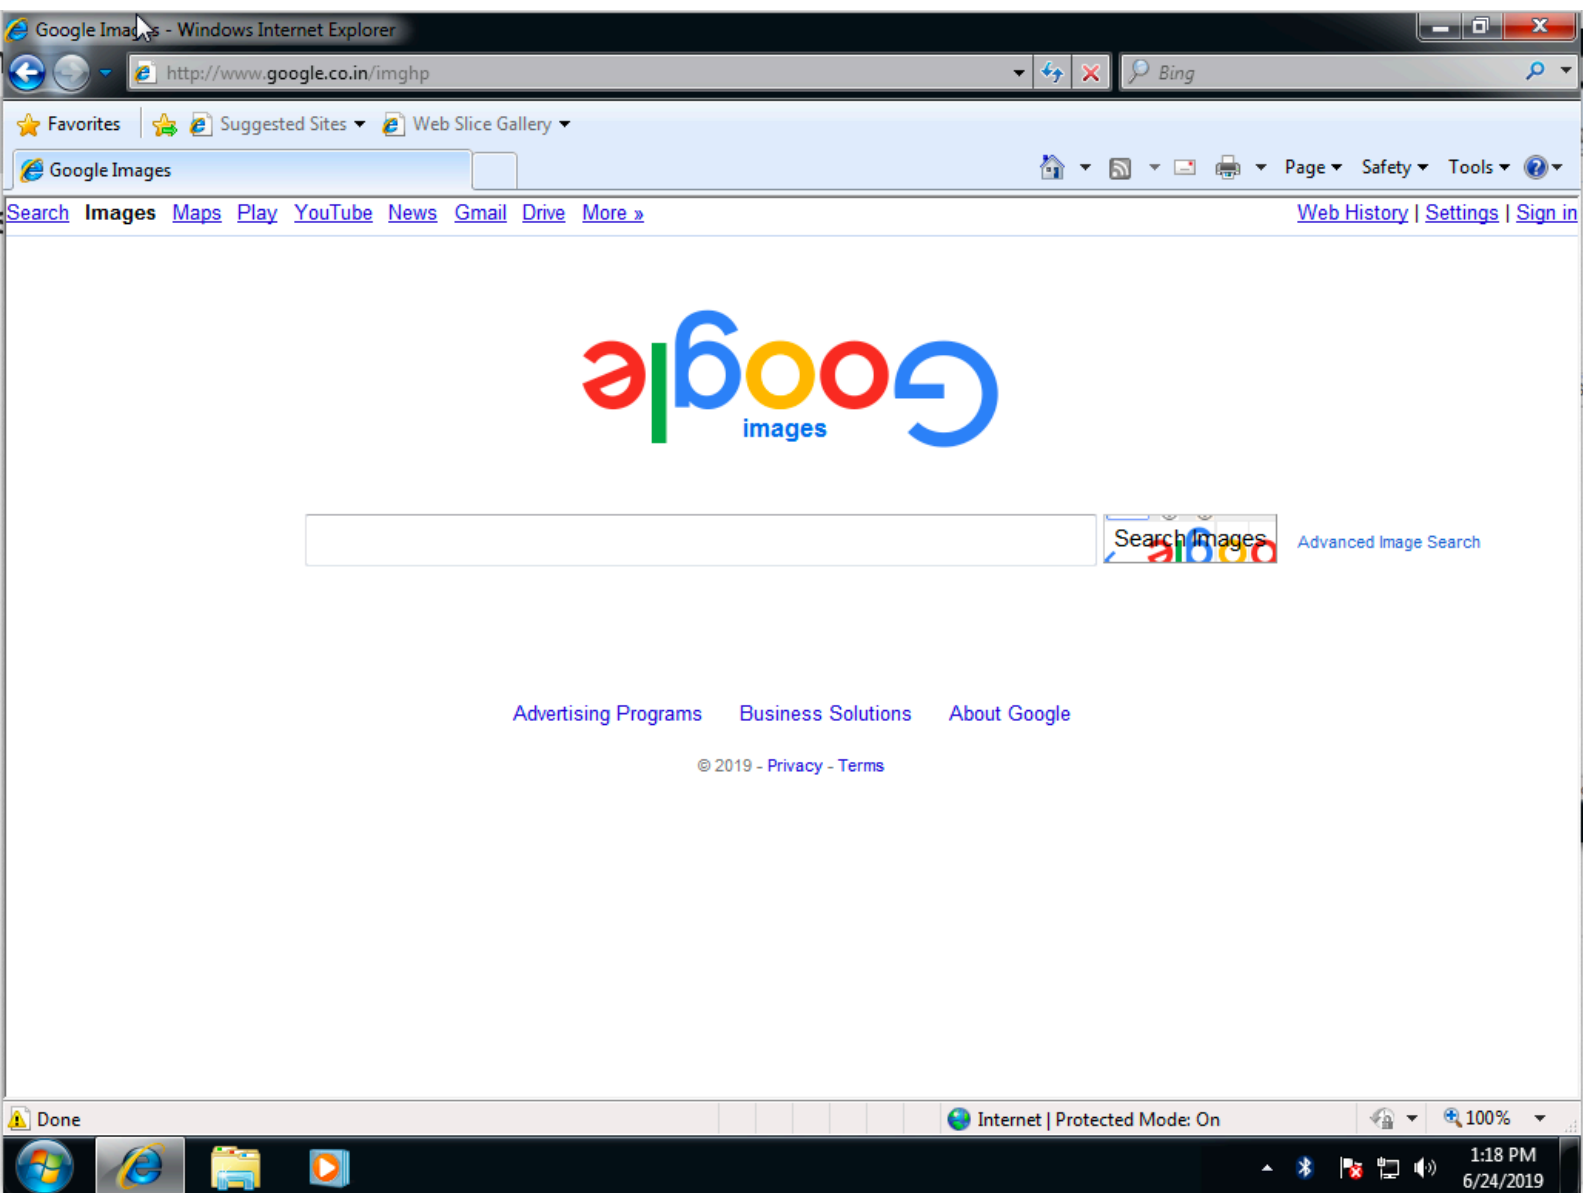 Google Images - Windows Internet Explorer
http://www.google.co.in/imghp
Bing
Favorites Suggested Sites Web Slice Gallery
Google Images
Page Safety Tools
Search Images Maps Play YouTube News Gmail Drive More »
Web History | Settings | Sign in
Google
images
Search Images
Advanced Image Search
Advertising Programs Business Solutions About Google
© 2019 - Privacy - Terms
Done
Internet | Protected Mode: On
100%
1:18 PM
6/24/2019